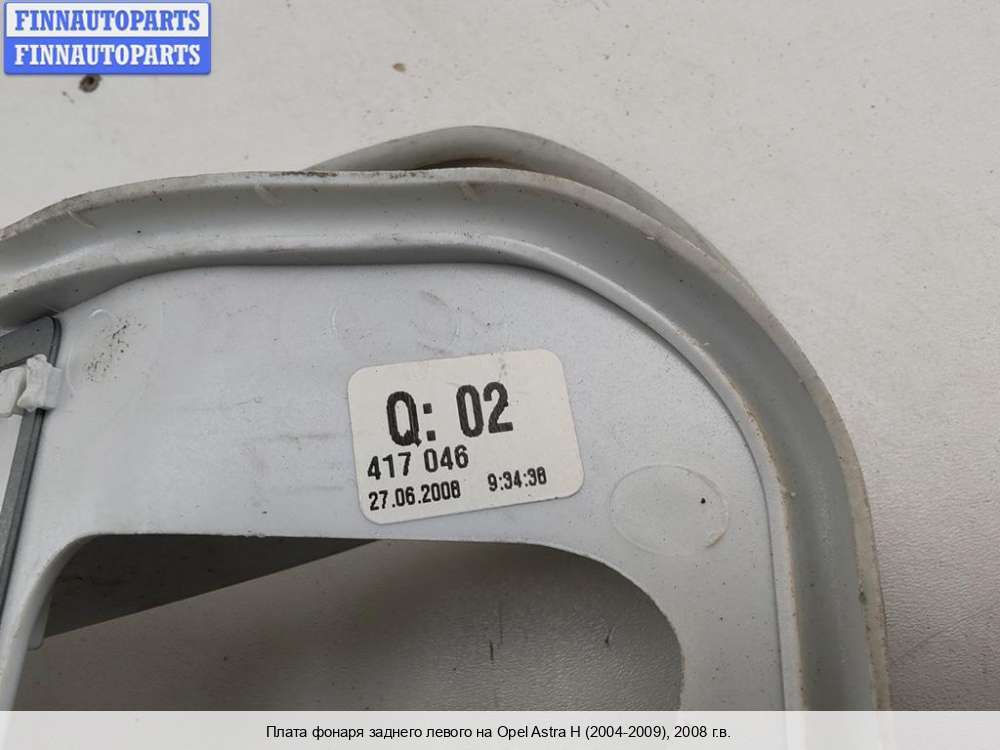 FINNAUTOPARTS
FINNAUTOPARTS
Q: 02
417 046
27.06.2008 9:34:38
Плата фонаря заднего левого на Opel Astra H (2004-2009), 2008 г.в.